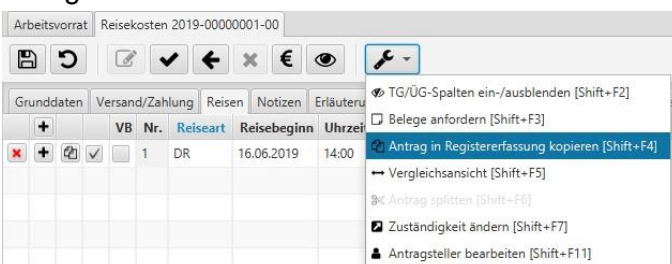 Arbeitsvorrat Reisekosten 2019-00000001-00
€
Grunddaten Versand/Zahlung Reisen Notizen Erläuteru
VB Nr. Reiseart Reisebeginn Uhrzei
1 DR 16.06.2019 14:00
TG/ÜG-Spalten ein-/ausblenden [Shift+F2]
Belege anfordern [Shift+F3]
Antrag in Registererfassung kopieren [Shift+F4]
Vergleichsansicht [Shift+F5]
Antrag splitten [Shift+F6]
Zuständigkeit ändern [Shift+F7]
Antragsteller bearbeiten [Shift+F11]